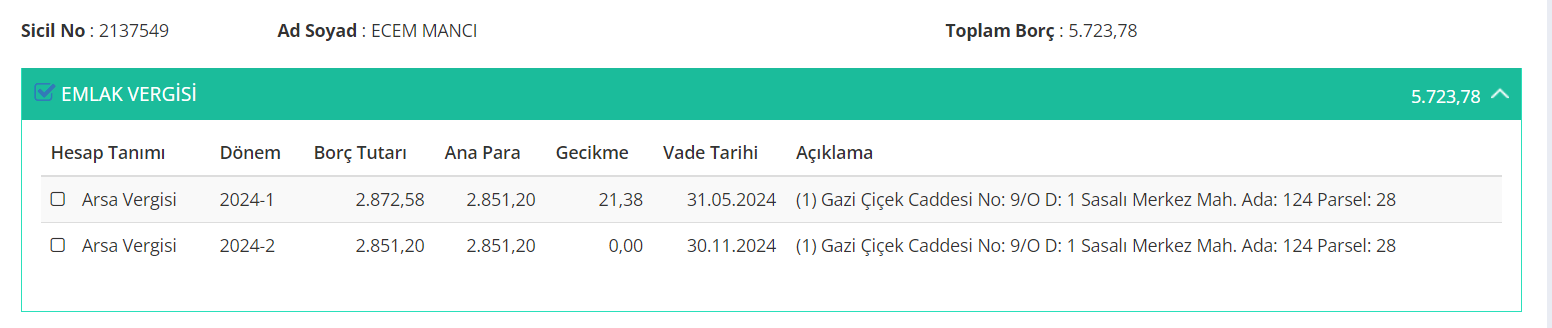 Sicil No : 2137549 Ad Soyad : ECEM MANCI Toplam Borç : 5.723,78
EMLAK VERGİSİ 5.723,78
Hesap Tanımı Dönem Borç Tutarı Ana Para Gecikme Vade Tarihi Açıklama
Arsa Vergisi 2024-1 2.872,58 2.851,20 21,38 31.05.2024 (1) Gazi Çiçek Caddesi No: 9/O D: 1 Sasalı Merkez Mah. Ada: 124 Parsel: 28
Arsa Vergisi 2024-2 2.851,20 2.851,20 0,00 30.11.2024 (1) Gazi Çiçek Caddesi No: 9/O D: 1 Sasalı Merkez Mah. Ada: 124 Parsel: 28